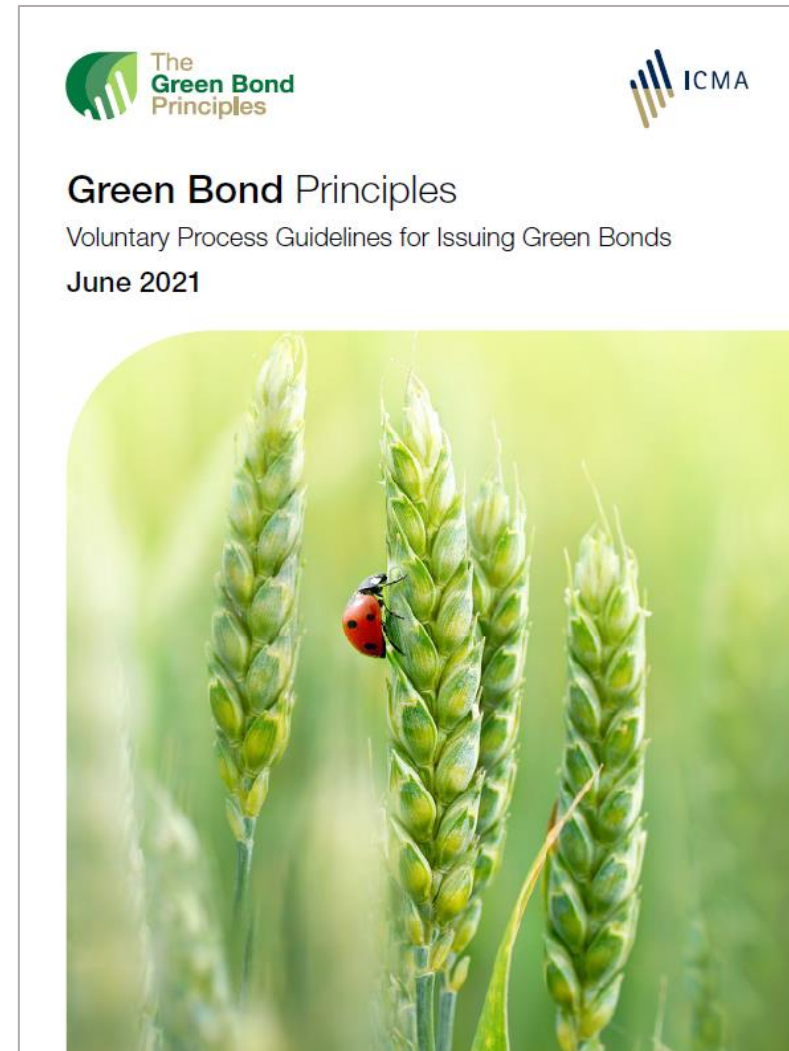 The
Green Bond
Principles
ICMA
Green Bond Principles
Voluntary Process Guidelines for Issuing Green Bonds
June 2021